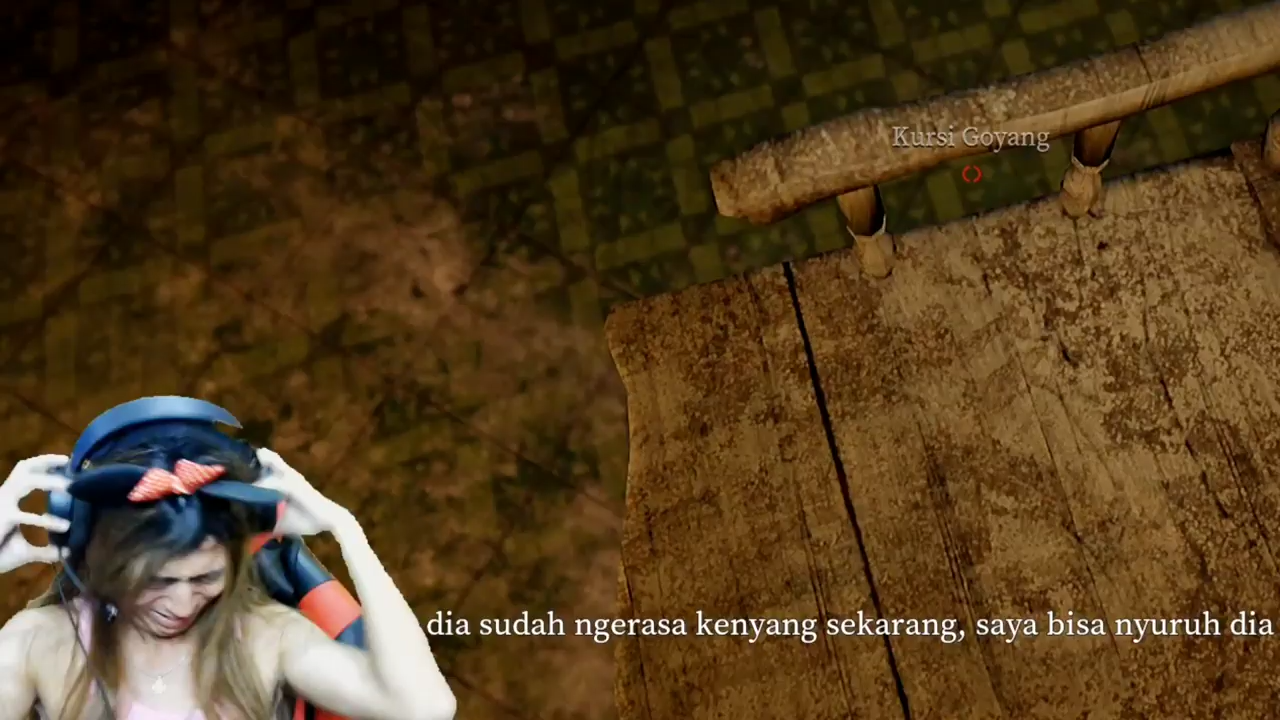 Kursi Goyang
dia sudah ngerasa kenyang sekarang, saya bisa nyuruh dia